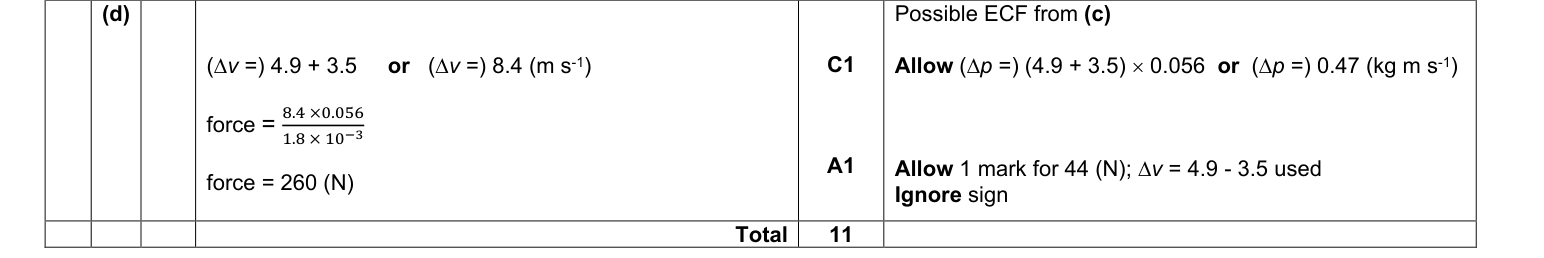 (d) Possible ECF from (c)
(Δv =) 4.9 + 3.5 or (Δv =) 8.4 (m s⁻¹) C1 Allow (Δp =) (4.9 + 3.5) × 0.056 or (Δp =) 0.47 (kg m s⁻¹)
force = 8.4 ×0.056 / 1.8 × 10⁻³
A1 Allow 1 mark for 44 (N); Δv = 4.9 - 3.5 used
force = 260 (N) Ignore sign
Total 11